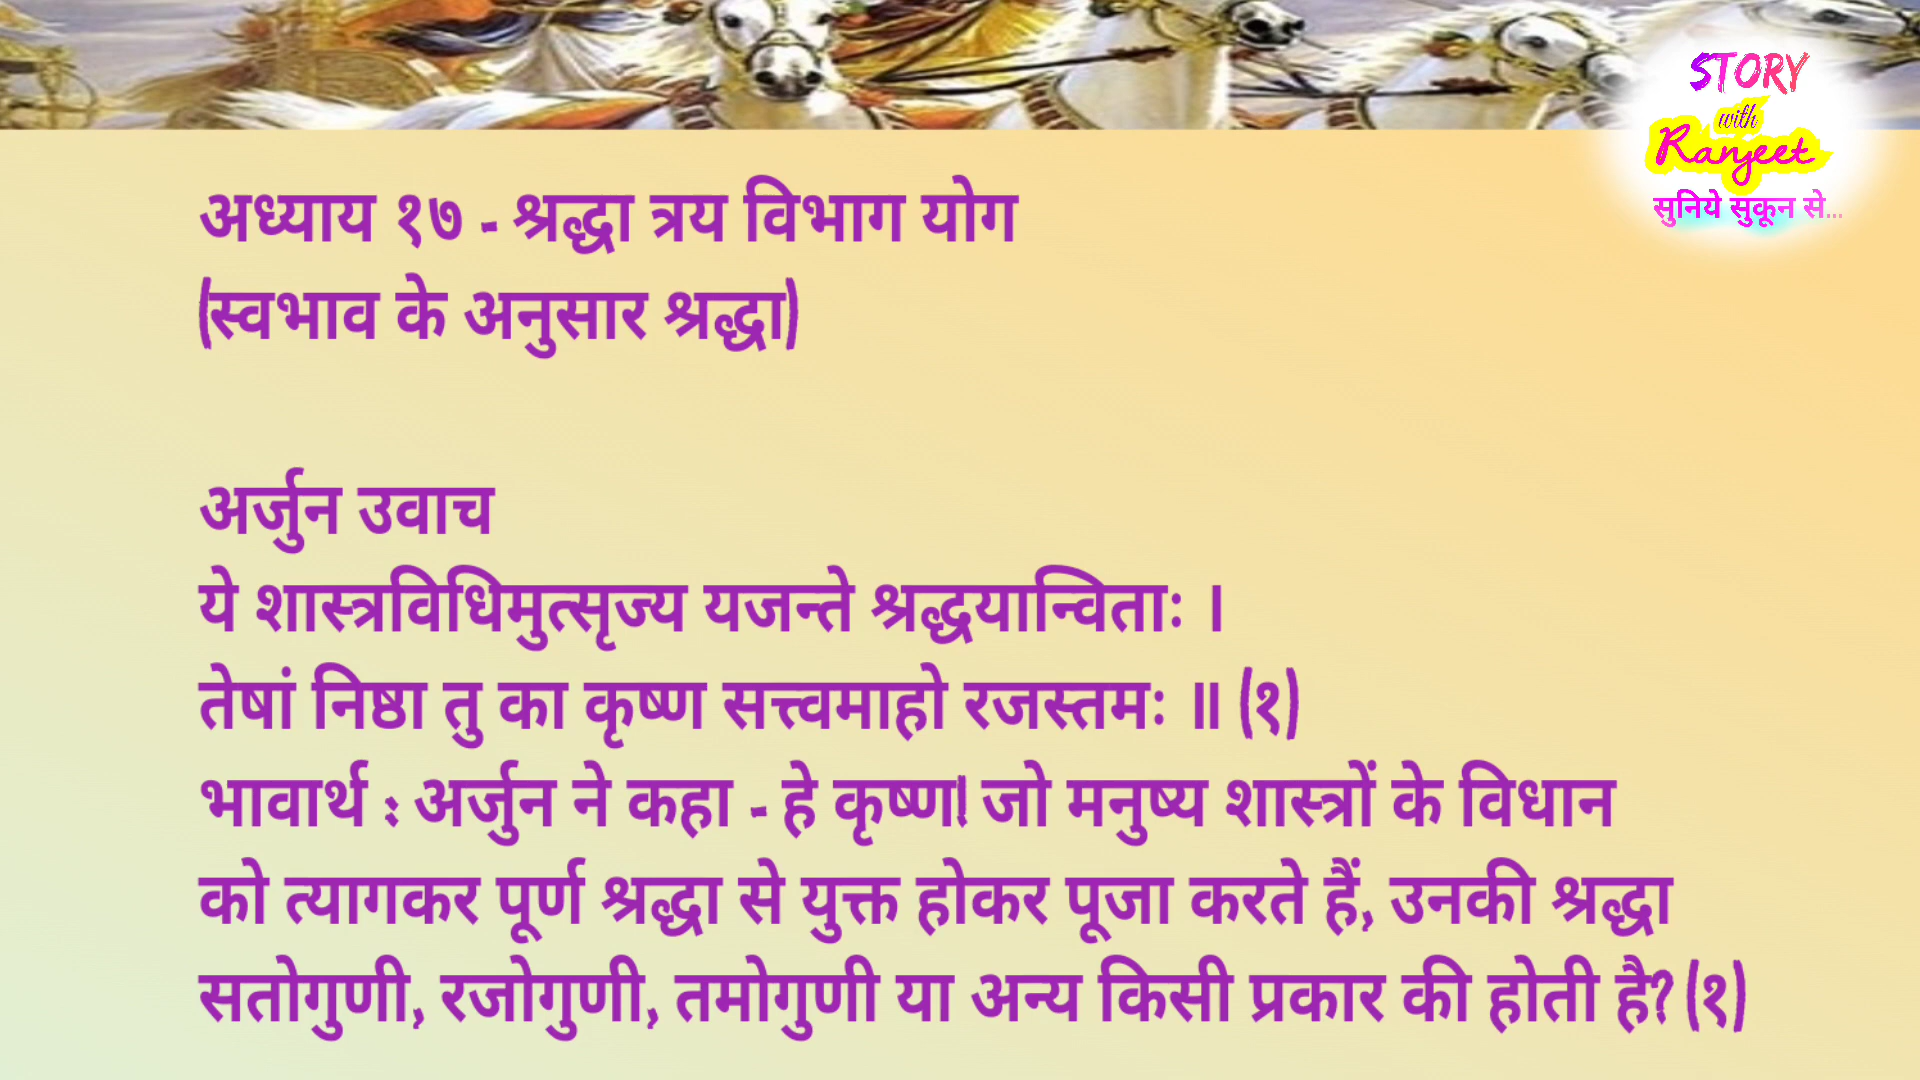 STORY
with
Ranjeet
सुनिये सुकून से...
अध्याय १७ - श्रद्धा त्रय विभाग योग
(स्वभाव के अनुसार श्रद्धा)
अर्जुन उवाच
ये शास्त्रविधिमुत्सृज्य यजन्ते श्रद्धयान्विताः ।
तेषां निष्ठा तु का कृष्ण सत्त्वमाहो रजस्तमः ॥ (१)
भावार्थ : अर्जुन ने कहा - हे कृष्ण! जो मनुष्य शास्त्रों के विधान
को त्यागकर पूर्ण श्रद्धा से युक्त होकर पूजा करते हैं, उनकी श्रद्धा
सतोगुणी, रजोगुणी, तमोगुणी या अन्य किसी प्रकार की होती है? (१)